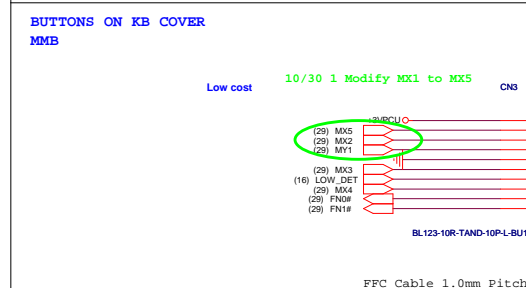 BUTTONS ON KB COVER
MMB
10/30 1 Modify MX1 to MX5
Low cost
CN3
+3VPCU
(29) MX5
(29) MX2
(29) MY1
(29) MX3
(16) LOW_DET
(29) MX4
(29) FN0#
(29) FN1#
BL123-10R-TAND-10P-L-BU1
FFC Cable 1.0mm Pitch